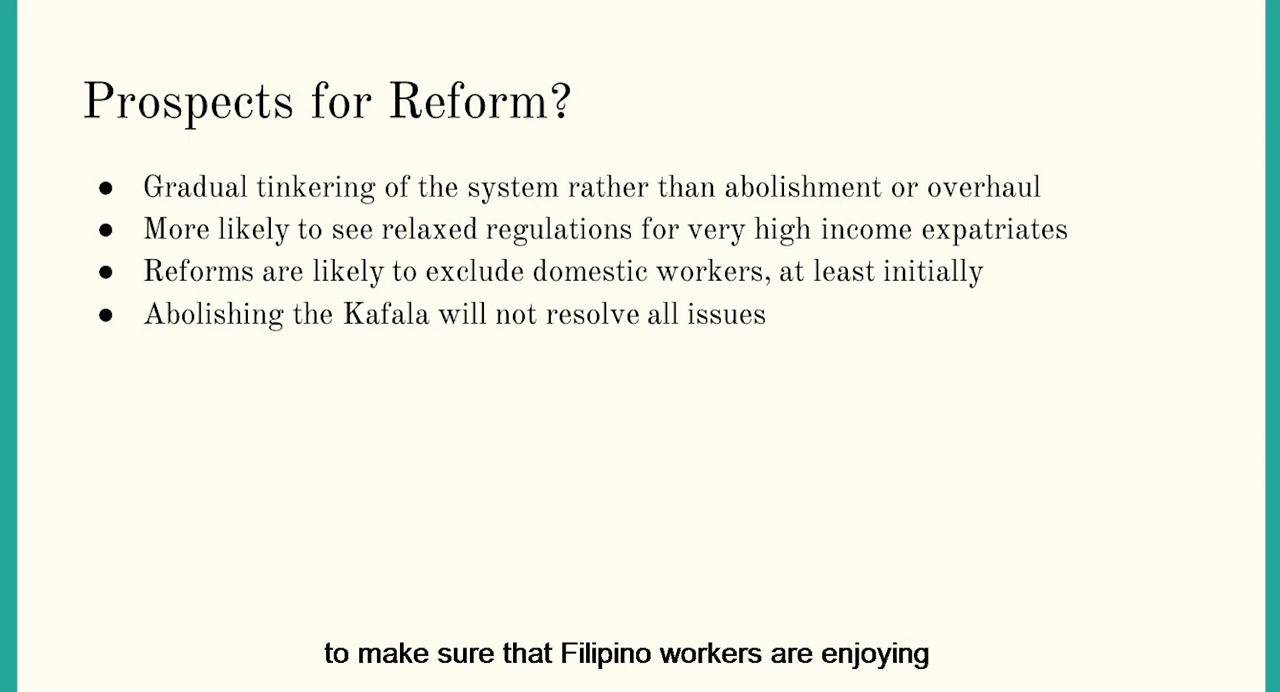 Prospects for Reform?
● Gradual tinkering of the system rather than abolishment or overhaul
● More likely to see relaxed regulations for very high income expatriates
● Reforms are likely to exclude domestic workers, at least initially
● Abolishing the Kafala will not resolve all issues
to make sure that Filipino workers are enjoying